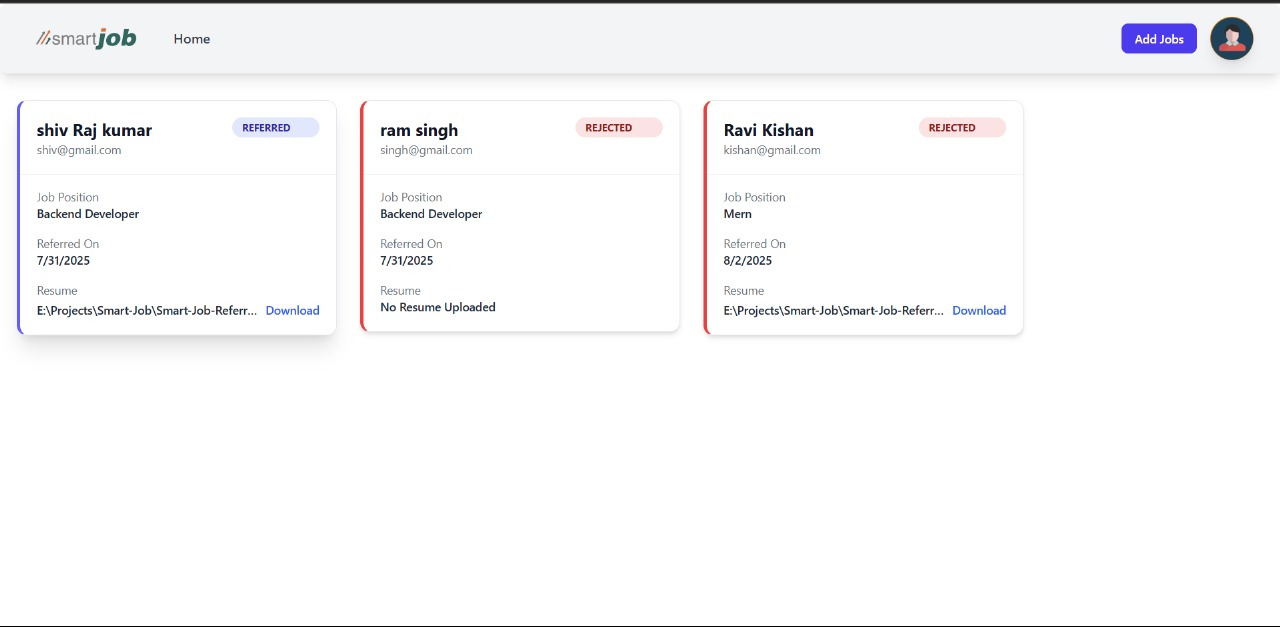 smartjob
Home
Add Jobs
shiv Raj kumar
REFERRED
shiv@gmail.com
Job Position
Backend Developer
Referred On
7/31/2025
Resume
E:\Projects\Smart-Job\Smart-Job-Referr... Download
ram singh
REJECTED
singh@gmail.com
Job Position
Backend Developer
Referred On
7/31/2025
Resume
No Resume Uploaded
Ravi Kishan
REJECTED
kishan@gmail.com
Job Position
Mern
Referred On
8/2/2025
Resume
E:\Projects\Smart-Job\Smart-Job-Referr... Download